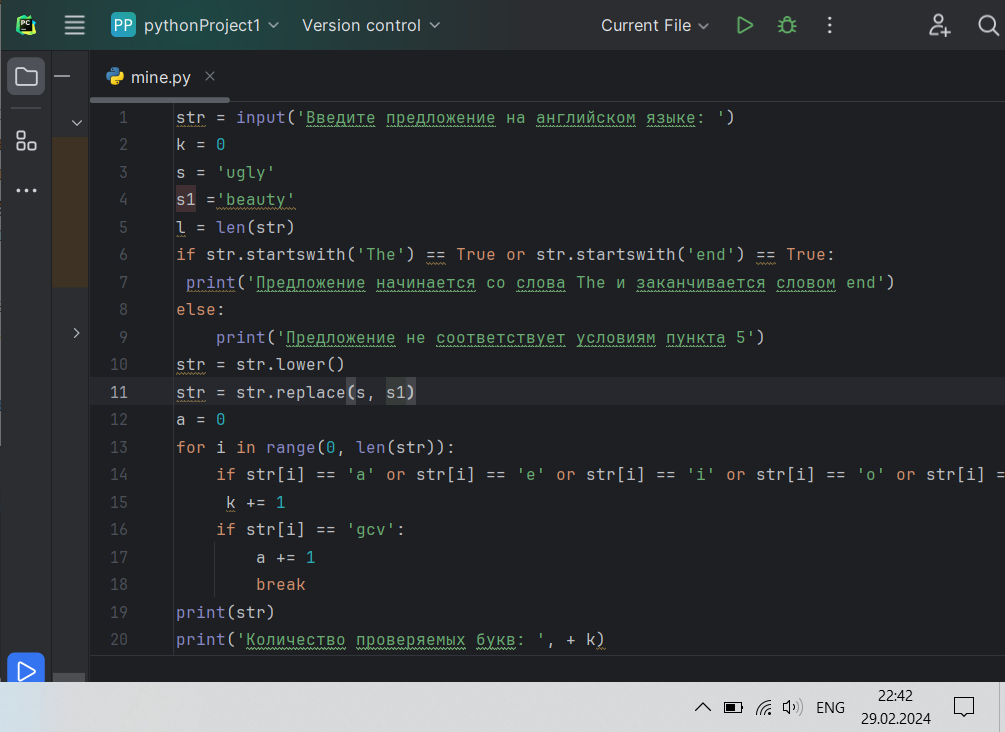 PC
PP pythonProject1 Version control Current File
mine.py
1 str = input('Введите предложение на английском языке: ')
2 k = 0
3 s = 'ugly'
4 s1 ='beauty'
5 l = len(str)
6 if str.startswith('The') == True or str.startswith('end') == True:
7 print('Предложение начинается со слова The и заканчивается словом end')
8 else:
9 print('Предложение не соответствует условиям пункта 5')
10 str = str.lower()
11 str = str.replace(s, s1)
12 a = 0
13 for i in range(0, len(str)):
14 if str[i] == 'a' or str[i] == 'e' or str[i] == 'i' or str[i] == 'o' or str[i] =
15 k += 1
16 if str[i] == 'gcv':
17 a += 1
18 break
19 print(str)
20 print('Количество проверяемых букв: ', + k)
ENG
22:42
29.02.2024